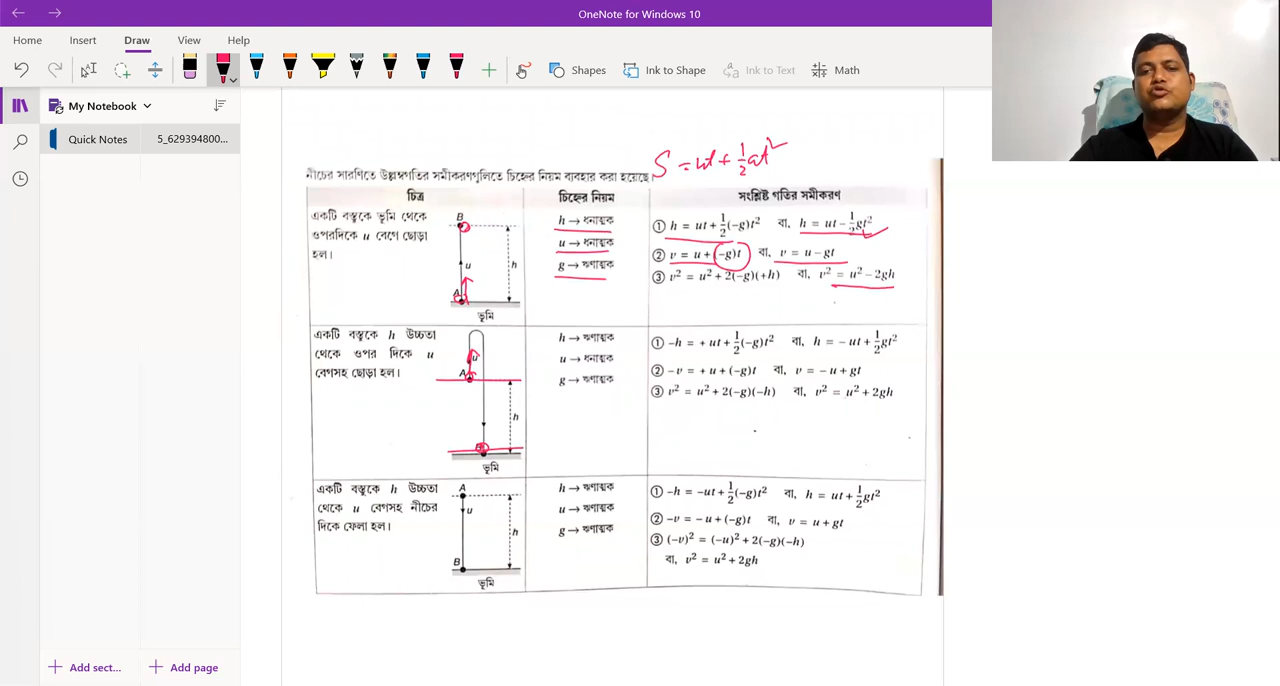 OneNote for Windows 10
Home Insert Draw View Help
Shapes Ink to Shape Ink to Text Math
My Notebook
Quick Notes 5_629394800...
S = ut + 1/2 at²
নীচের সারণিতে উল্লম্বগতির সমীকরণগুলিতে চিহ্নের নিয়ম ব্যবহার করা হয়েছে।
চিত্র চিহ্নের নিয়ম সংশ্লিষ্ট গতির সমীকরণ
একটি বস্তুকে ভূমি থেকে
ওপরদিকে u বেগে ছোড়া
হল।
B
u
h
A
ভূমি
h → ধনাত্মক
u → ধনাত্মক
g → ঋণাত্মক
① h = ut + 1/2(−g)t² বা, h = ut − 1/2gt²
② v = u + (−g)t বা, v = u − gt
③ v² = u² + 2(−g)(+h) বা, v² = u² − 2gh
একটি বস্তুকে h উচ্চতা
থেকে ওপর দিকে u
বেগসহ ছোড়া হল।
u
A
h
ভূমি
h → ঋণাত্মক
u → ধনাত্মক
g → ঋণাত্মক
① −h = + ut + 1/2(−g)t² বা, h = − ut + 1/2gt²
② −v = + u + (−g)t বা, v = − u + gt
③ v² = u² + 2(−g)(−h) বা, v² = u² + 2gh
একটি বস্তুকে h উচ্চতা
থেকে u বেগসহ নীচের
দিকে ফেলা হল।
A
u
h
B
ভূমি
h → ঋণাত্মক
u → ঋণাত্মক
g → ঋণাত্মক
① −h = −ut + 1/2(−g)t² বা, h = ut + 1/2gt²
② −v = − u + (−g)t বা, v = u + gt
③ (−v)² = (−u)² + 2(−g)(−h)
বা, v² = u² + 2gh
Add sect... Add page